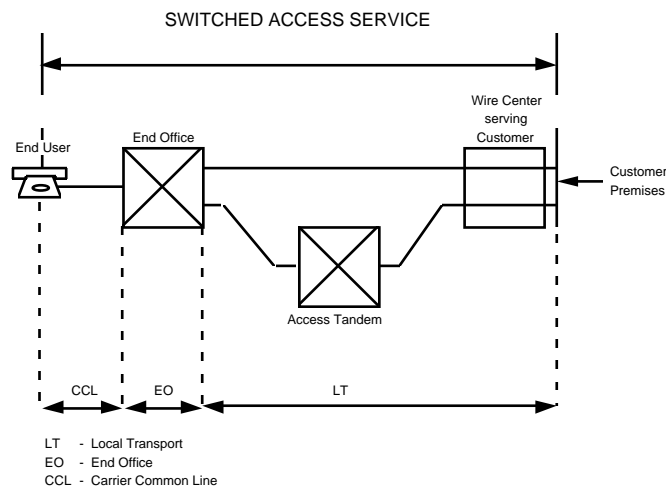 SWITCHED ACCESS SERVICE
Wire Center
serving
Customer
End User
End Office
Customer
Premises
Access Tandem
CCL
EO
LT
LT - Local Transport
EO - End Office
CCL - Carrier Common Line